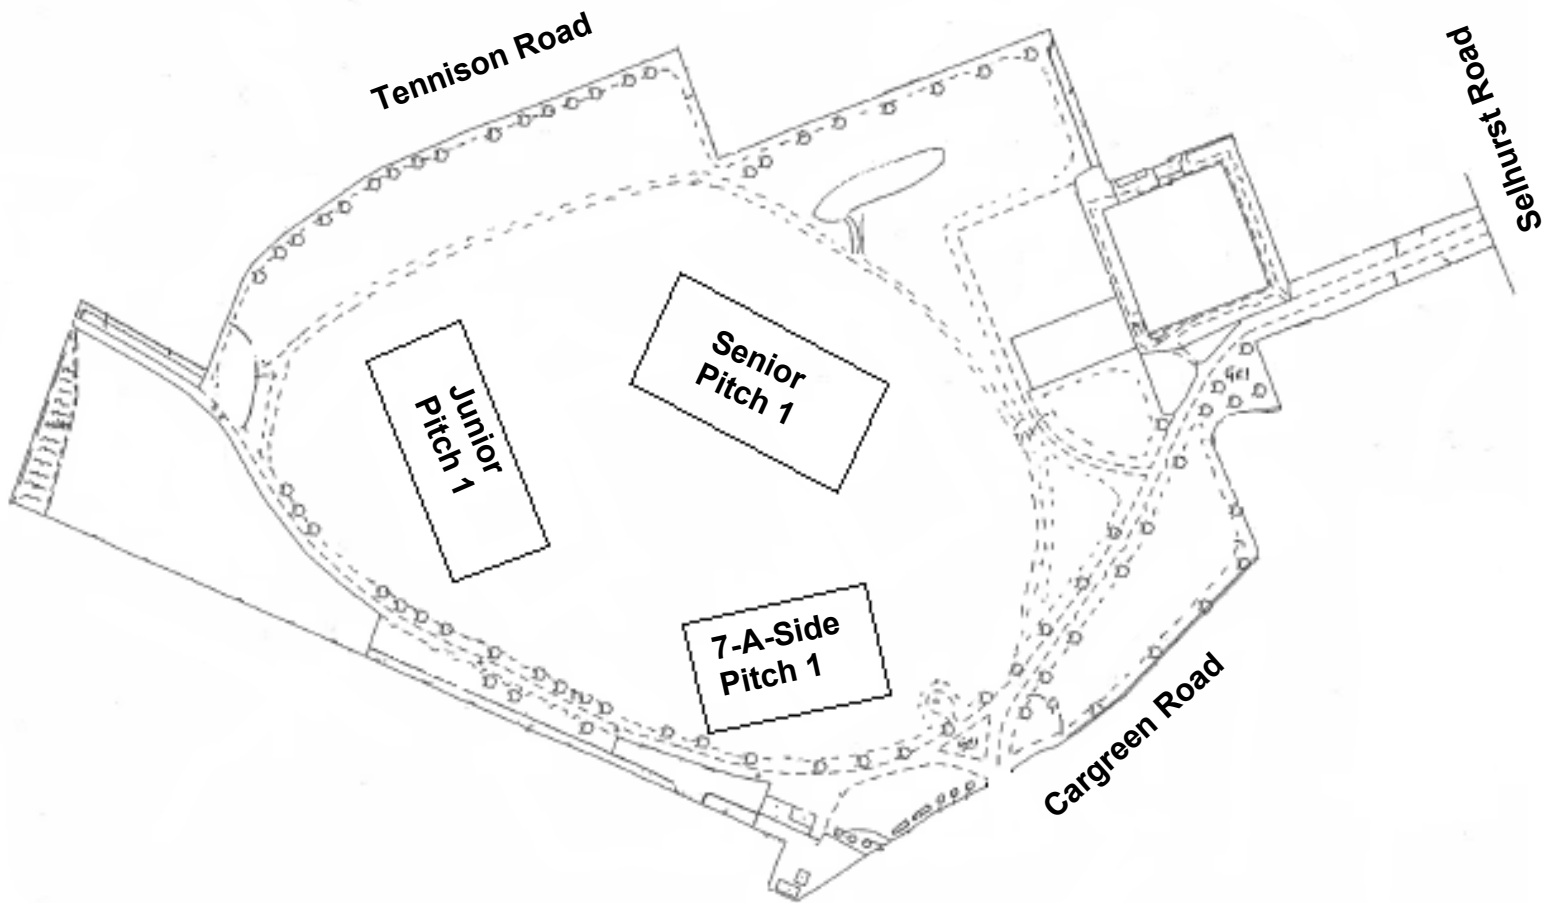 Tennison Road
Selhurst Road
Senior
Pitch 1
Junior
Pitch 1
7-A-Side
Pitch 1
Cargreen Road